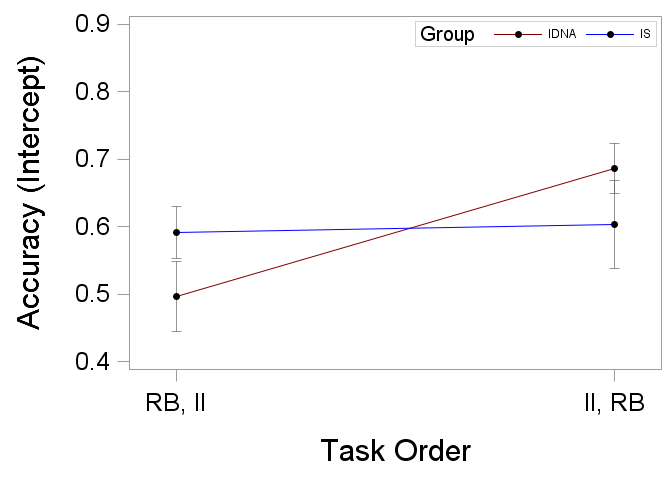 Group IDNA IS
Accuracy (Intercept)
0.9
0.8
0.7
0.6
0.5
0.4
RB, II II, RB
Task Order